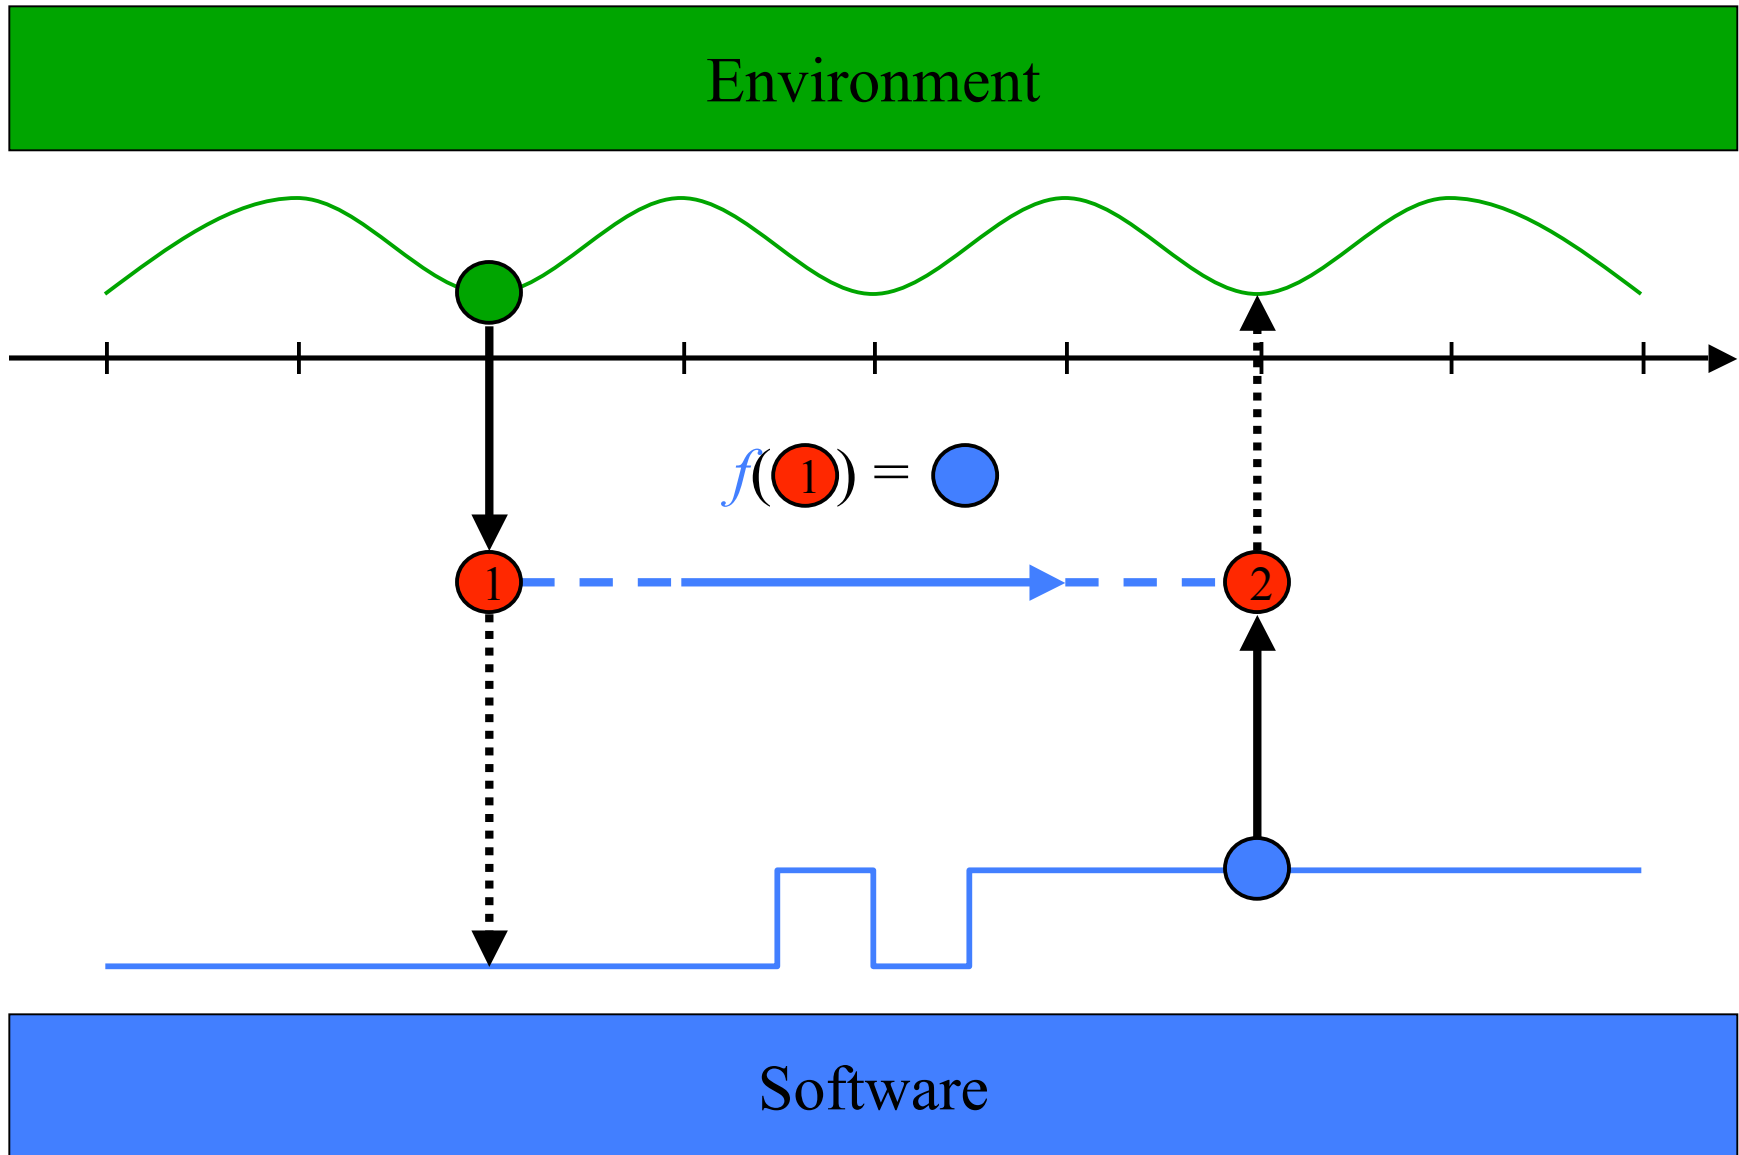 Environment
f(1) =
1
2
Software